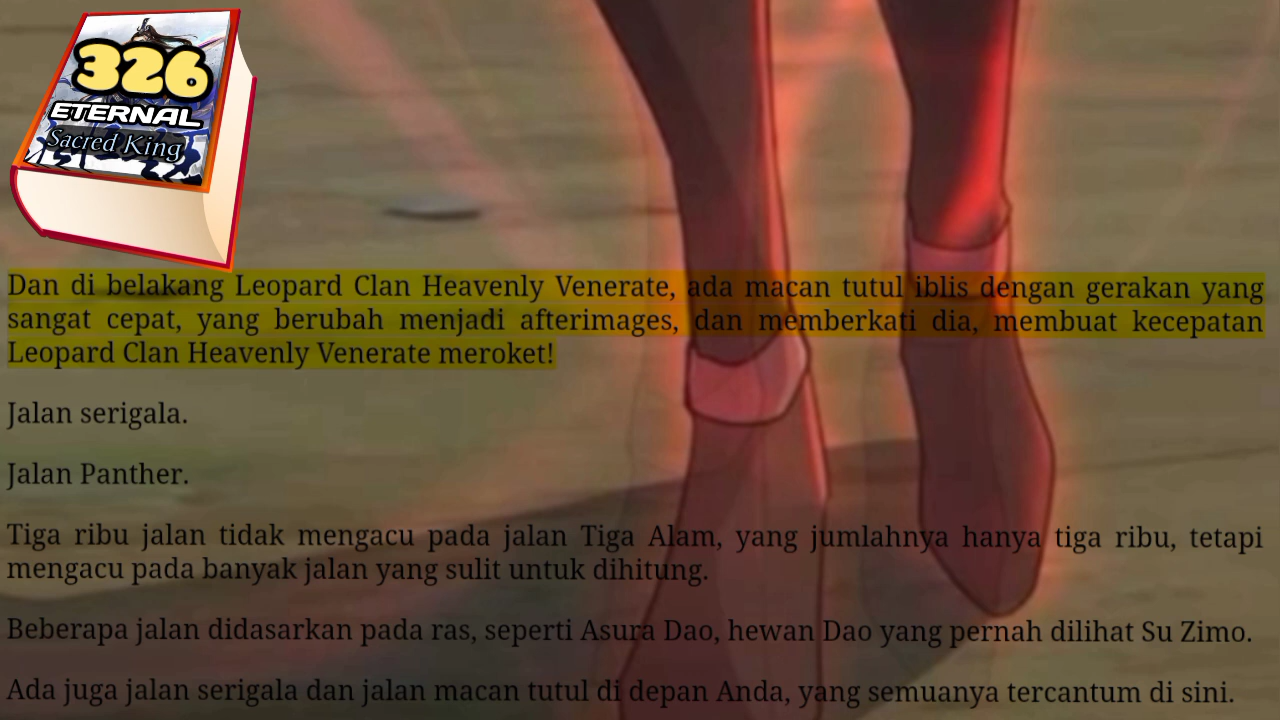 326
ETERNAL
Sacred King
Dan di belakang Leopard Clan Heavenly Venerate, ada macan tutul iblis dengan gerakan yang
sangat cepat, yang berubah menjadi afterimages, dan memberkati dia, membuat kecepatan
Leopard Clan Heavenly Venerate meroket!
Jalan serigala.
Jalan Panther.
Tiga ribu jalan tidak mengacu pada jalan Tiga Alam, yang jumlahnya hanya tiga ribu, tetapi
mengacu pada banyak jalan yang sulit untuk dihitung.
Beberapa jalan didasarkan pada ras, seperti Asura Dao, hewan Dao yang pernah dilihat Su Zimo.
Ada juga jalan serigala dan jalan macan tutul di depan Anda, yang semuanya tercantum di sini.